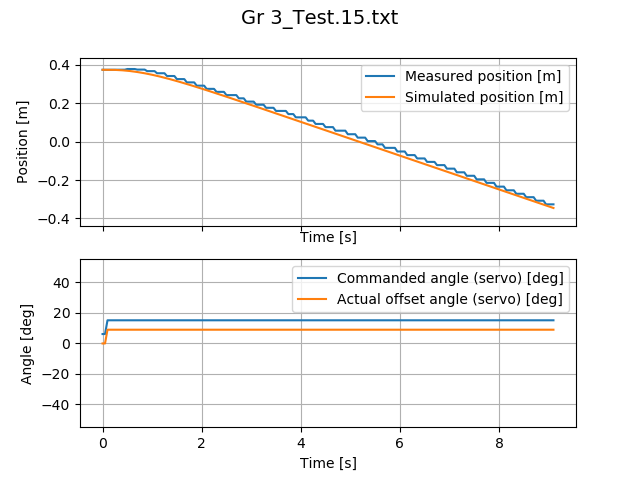 Gr 3_Test.15.txt
0.4
0.2
0.0
−0.2
−0.4
Position [m]
Measured position [m]
Simulated position [m]
Time [s]
40
20
0
−20
−40
Angle [deg]
Commanded angle (servo) [deg]
Actual offset angle (servo) [deg]
0 2 4 6 8
Time [s]